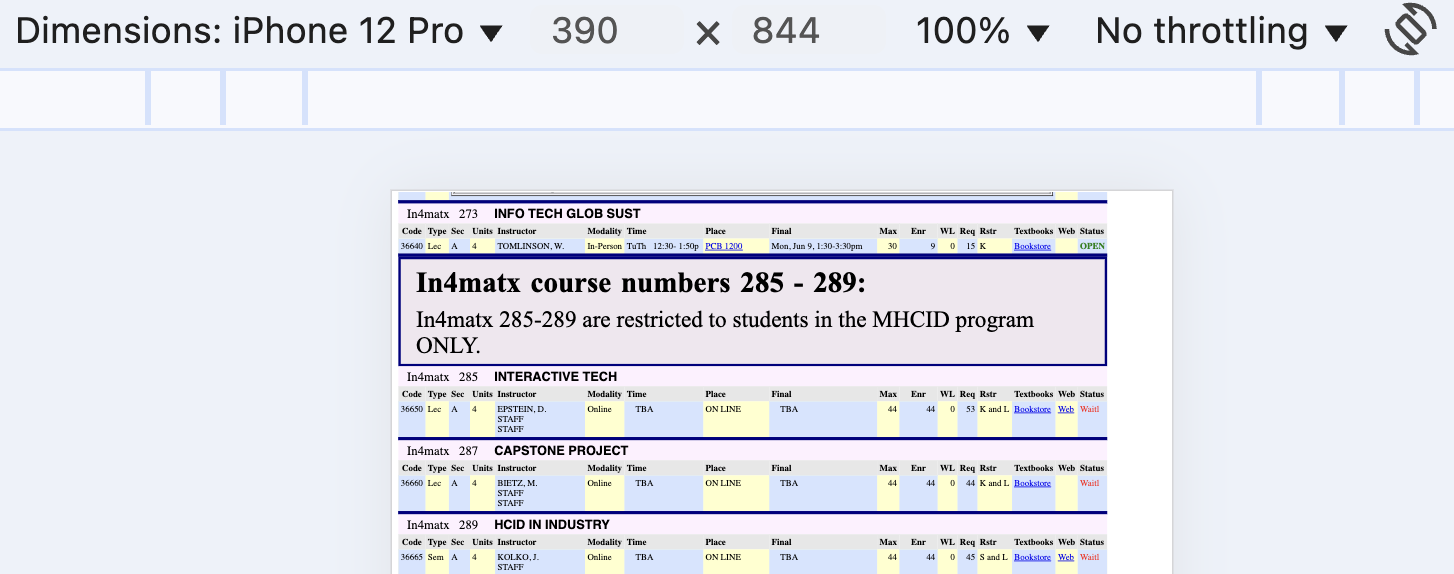 Dimensions: iPhone 12 Pro ▼ 390 × 844 100% ▼ No throttling ▼
In4matx 273 INFO TECH GLOB SUST
Code Type Sec Units Instructor Modality Time Place Final Max Enr WL Req Rstr Textbooks Web Status
36640 Lec A 4 TOMLINSON, W. In-Person TuTh 12:30- 1:50p PCB 1200 Mon, Jun 9, 1:30-3:30pm 30 9 0 15 K Bookstore OPEN
In4matx course numbers 285 - 289:
In4matx 285-289 are restricted to students in the MHCID program
ONLY.
In4matx 285 INTERACTIVE TECH
Code Type Sec Units Instructor Modality Time Place Final Max Enr WL Req Rstr Textbooks Web Status
36650 Lec A 4 EPSTEIN, D. Online TBA ON LINE TBA 44 44 0 53 K and L Bookstore Web Waitl
STAFF
STAFF
In4matx 287 CAPSTONE PROJECT
Code Type Sec Units Instructor Modality Time Place Final Max Enr WL Req Rstr Textbooks Web Status
36660 Lec A 4 BIETZ, M. Online TBA ON LINE TBA 44 44 0 44 K and L Bookstore Waitl
STAFF
STAFF
In4matx 289 HCID IN INDUSTRY
Code Type Sec Units Instructor Modality Time Place Final Max Enr WL Req Rstr Textbooks Web Status
36665 Sem A 4 KOLKO, J. Online TBA ON LINE TBA 44 44 0 45 S and L Bookstore Web Waitl
STAFF